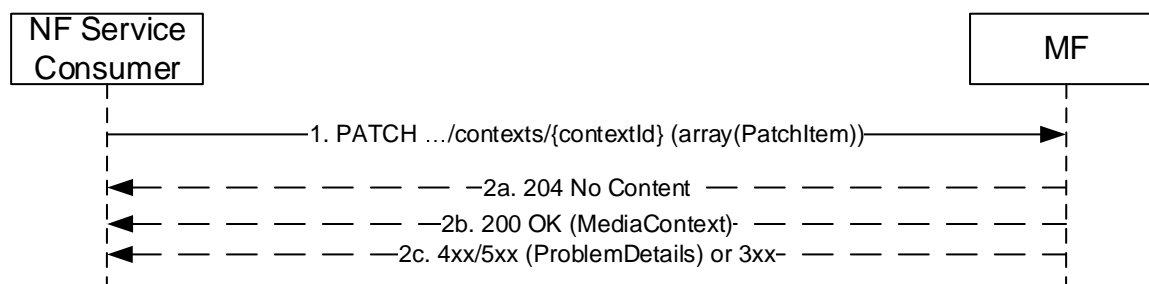 NF Service
Consumer
MF
1. PATCH …/contexts/{contextId} (array(PatchItem))
2a. 204 No Content
2b. 200 OK (MediaContext)
2c. 4xx/5xx (ProblemDetails) or 3xx